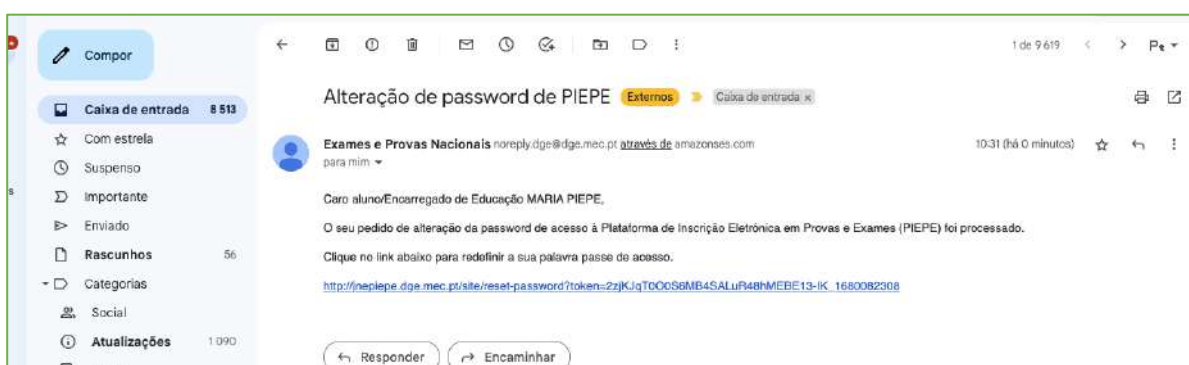 Compor
1 de 9 619
Pt
Alteração de password de PIEPE Externos Caixa de entrada x
Caixa de entrada 8 513
Com estrela
Suspenso
Importante
Enviado
Rascunhos 56
Categorias
Social
Atualizações 1 090
Exames e Provas Nacionais noreply.dge@dge.mec.pt através de amazonses.com
10:31 (há 0 minutos)
para mim
Caro aluno/Encarregado de Educação MARIA PIEPE,
O seu pedido de alteração da password de acesso à Plataforma de Inscrição Eletrónica em Provas e Exames (PIEPE) foi processado.
Clique no link abaixo para redefinir a sua palavra passe de acesso.
http://jnepiepe.dge.mec.pt/site/reset-password?token=2zjKJqT0O0S6MB4SALuR48hMEBE13-IK_1680082308
Responder
Encaminhar